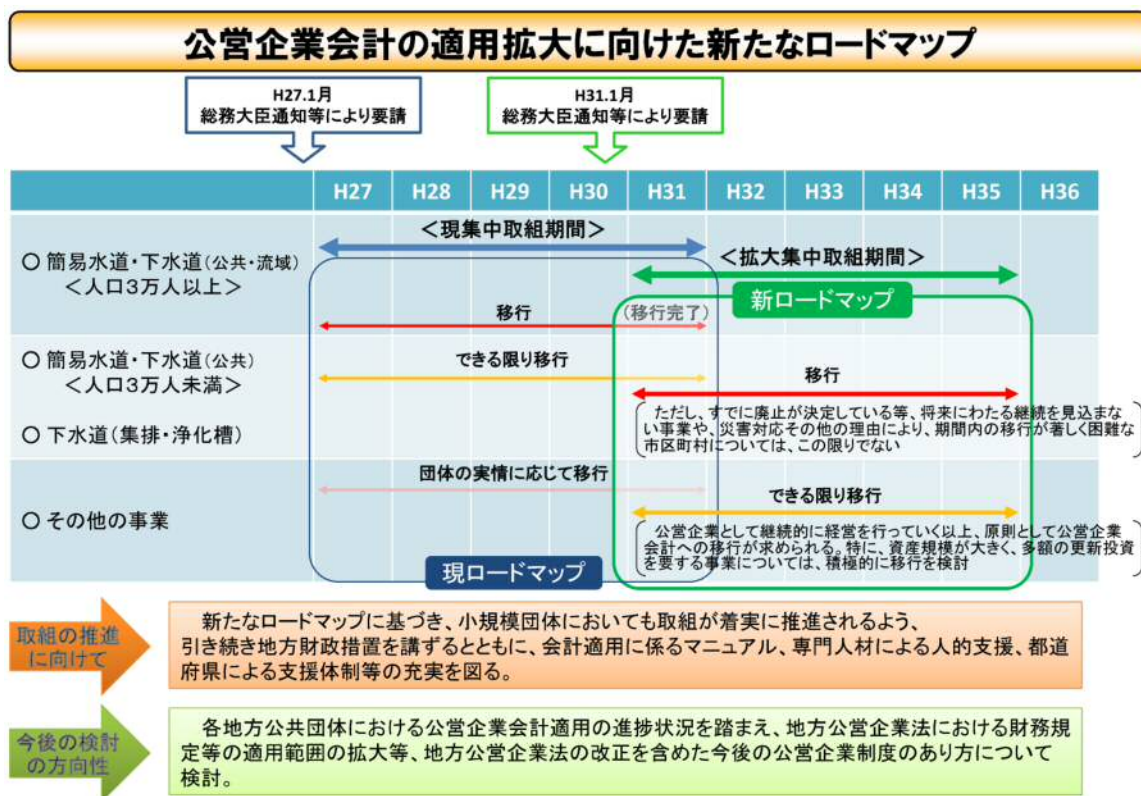 公営企業会計の適用拡大に向けた新たなロードマップ
H27.1月
総務大臣通知等により要請
H31.1月
総務大臣通知等により要請
H27 H28 H29 H30 H31 H32 H33 H34 H35 H36
○ 簡易水道・下水道(公共・流域)
＜人口3万人以上＞
＜現集中取組期間＞
＜拡大集中取組期間＞
新ロードマップ
移行
(移行完了)
○ 簡易水道・下水道(公共)
＜人口3万人未満＞
○ 下水道(集排・浄化槽)
できる限り移行
移行
ただし、すでに廃止が決定している等、将来にわたる継続を見込まな
い事業や、災害対応その他の理由により、期間内の移行が著しく困難な
市区町村については、この限りでない
○ その他の事業
団体の実情に応じて移行
できる限り移行
公営企業として継続的に経営を行っていく以上、原則として公営企業
会計への移行が求められる。特に、資産規模が大きく、多額の更新投資
を要する事業については、積極的に移行を検討
現ロードマップ
取組の推進
に向けて
新たなロードマップに基づき、小規模団体においても取組が着実に推進されるよう、
引き続き地方財政措置を講ずるとともに、会計適用に係るマニュアル、専門人材による人的支援、都道
府県による支援体制等の充実を図る。
今後の検討
の方向性
各地方公共団体における公営企業会計適用の進捗状況を踏まえ、地方公営企業法における財務規
定等の適用範囲の拡大等、地方公営企業法の改正を含めた今後の公営企業制度のあり方について
検討。